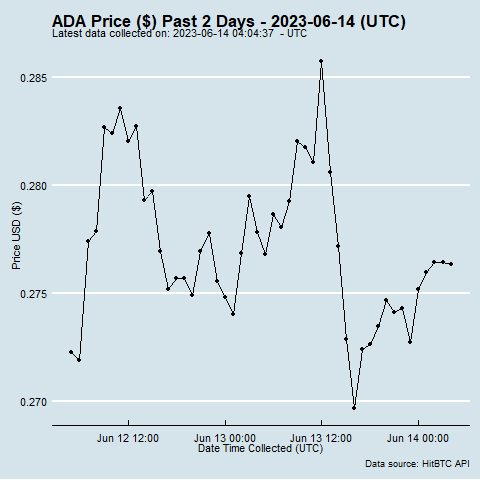 ADA Price ($) Past 2 Days - 2023-06-14 (UTC)
Latest data collected on: 2023-06-14 04:04:37 - UTC
0.285
0.280
0.275
0.270
Price USD ($)
Jun 12 12:00 Jun 13 00:00 Jun 13 12:00 Jun 14 00:00
Date Time Collected (UTC)
Data source: HitBTC API